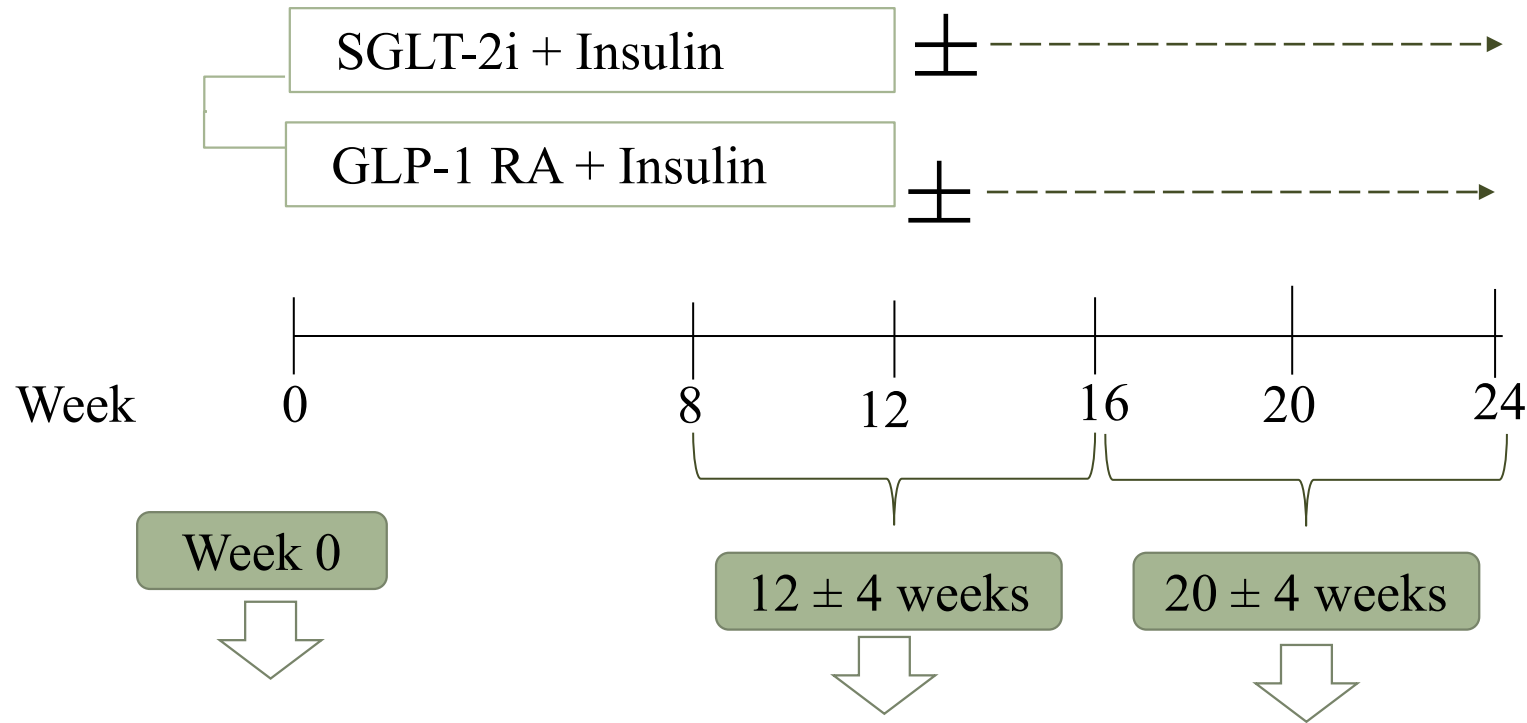 SGLT-2i + Insulin
±
GLP-1 RA + Insulin
±
Week 0 8 12 16 20 24
Week 0
12 ± 4 weeks
20 ± 4 weeks